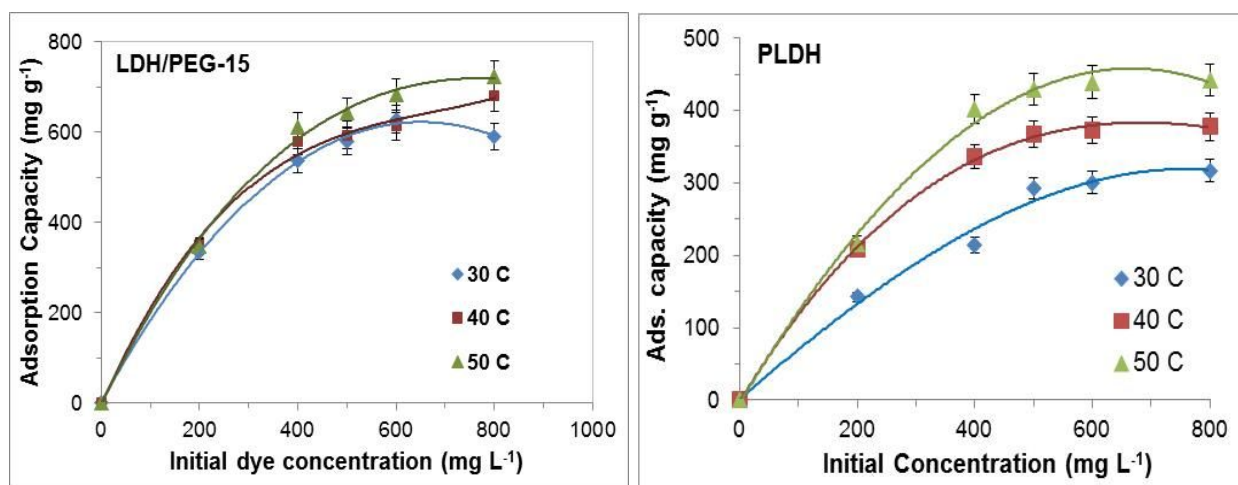 LDH/PEG-15
Adsorption Capacity (mg g-1)
800
600
400
200
0
0 200 400 600 800 1000
Initial dye concentration (mg L-1)
30 C
40 C
50 C
PLDH
Ads. capacity (mg g-1)
500
400
300
200
100
0
0 200 400 600 800
Initial Concentration (mg L-1)
30 C
40 C
50 C